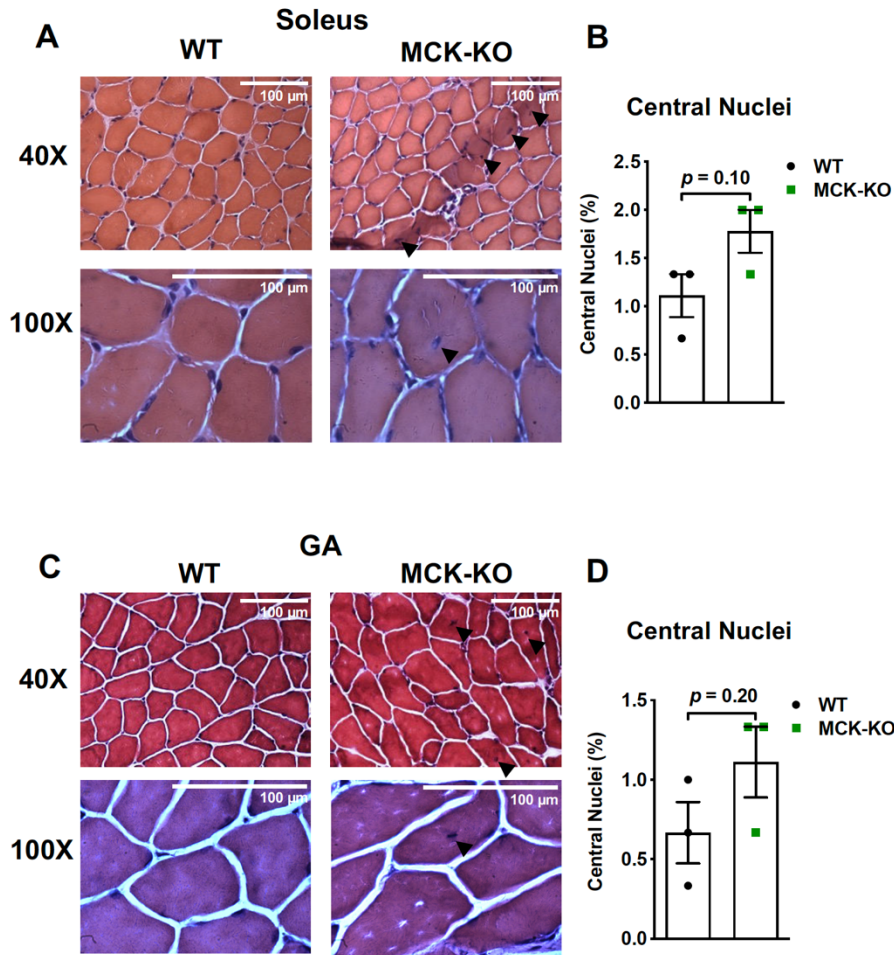 Soleus
A
WT
MCK-KO
40X
100 µm
100 µm
100X
100 µm
100 µm
B
Central Nuclei
WT
MCK-KO
p = 0.10
Central Nuclei (%)
2.5
2.0
1.5
1.0
0.5
0.0
GA
C
WT
MCK-KO
40X
100 µm
100 µm
100X
100 µm
100 µm
D
Central Nuclei
WT
MCK-KO
p = 0.20
Central Nuclei (%)
1.5
1.0
0.5
0.0